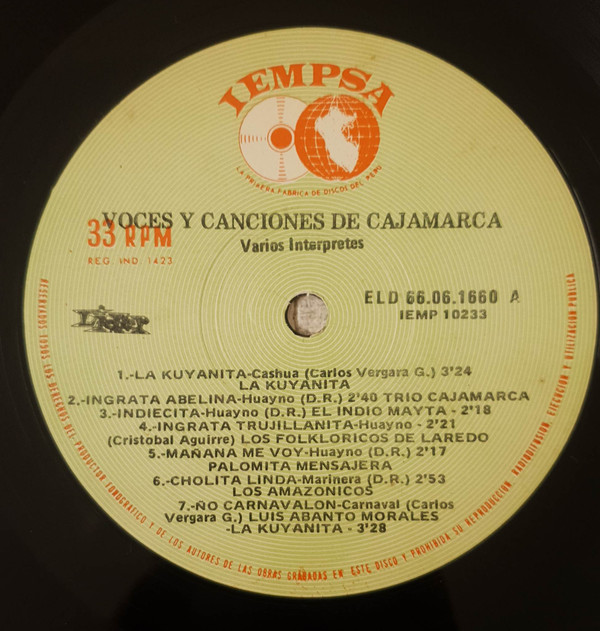 IEMPSA
LA PRIMERA FABRICA DE DISCOS DEL PERU
VOCES Y CANCIONES DE CAJAMARCA
33 RPM
Varios Interpretes
REG. IND. 1423
ELD 66.06.1660 A
IEMP 10233
1.-LA KUYANITA-Cashua (Carlos Vergara G.) 3'24
LA KUYANITA
2.-INGRATA ABELINA-Huayno (D.R.) 2'40 TRIO CAJAMARCA
3.-INDIECITA-Huayno (D.R.) EL INDIO MAYTA - 2'18
4.-INGRATA TRUJILLANITA-Huayno - 2'21
(Cristobal Aguirre) LOS FOLKLORICOS DE LAREDO
5.-MAÑANA ME VOY-Huayno (D.R.) 2'17
PALOMITA MENSAJERA
6.-CHOLITA LINDA-Marinera (D.R.) 2'53
LOS AMAZONICOS
7.-ÑO CARNAVALON-Carnaval (Carlos
Vergara G.) LUIS ABANTO MORALES
-LA KUYANITA - 3'28
RESERVADOS TODOS LOS DERECHOS DEL PRODUCTOR FONOGRAFICO Y DE LOS AUTORES DE LAS OBRAS GRABADAS EN ESTE DISCO Y PROHIBIDA SU REPRODUCCION, RADIODIFUSION, EJECUCION Y UTILIZACION PUBLICA